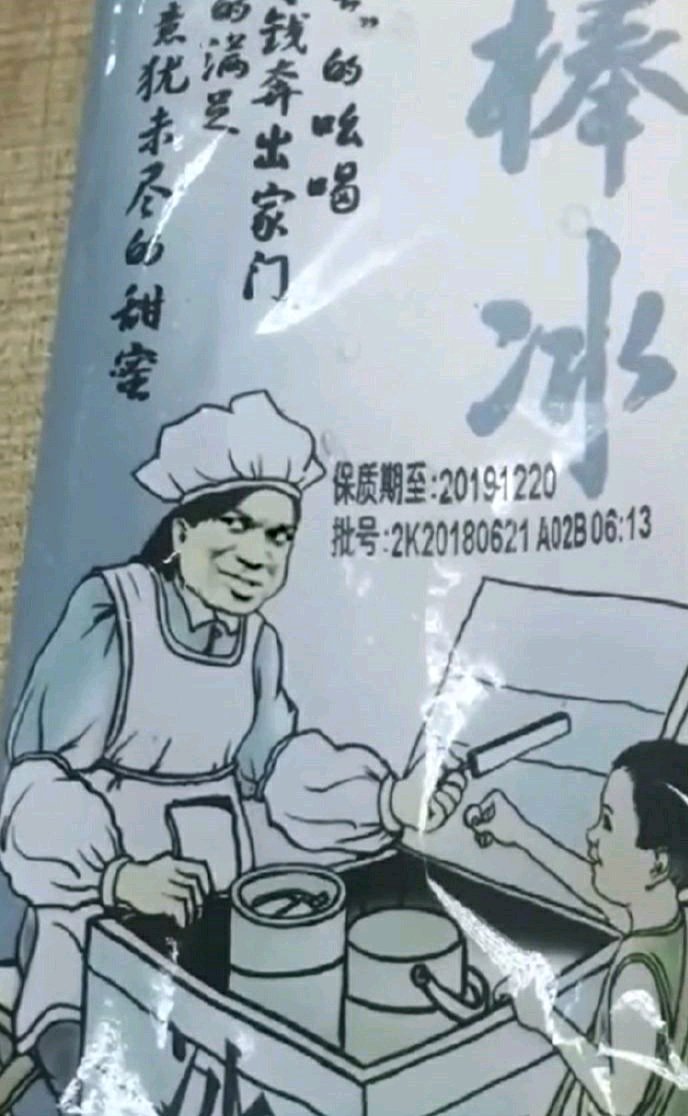 棒冰
”的吆喝
钱奔出家门
的满足
意犹未尽的甜蜜
保质期至:20191220
批号:2K20180621 A02B 06:13
冰